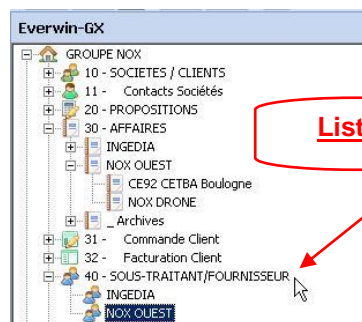 Everwin-GX
GROUPE NOX
10 - SOCIETES / CLIENTS
11 - Contacts Sociétés
20 - PROPOSITIONS
30 - AFFAIRES
List
INGEDIA
NOX OUEST
CE92 CETBA Boulogne
NOX DRONE
_ Archives
31 - Commande Client
32 - Facturation Client
40 - SOUS-TRAITANT/FOURNISSEUR
INGEDIA
NOX OUEST